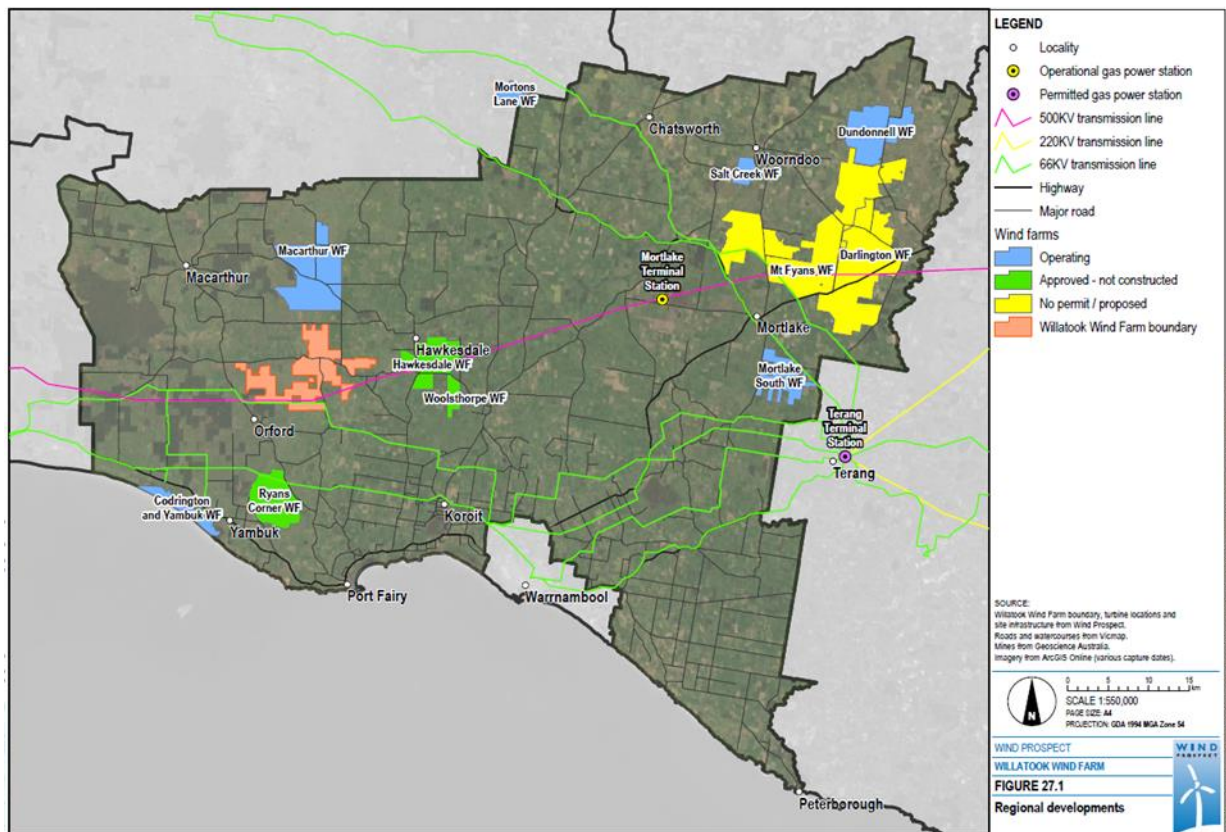 Mortons
Lane WF
Chatsworth
Dundonnell WF
Woorndoo
Salt Creek WF
Macarthur WF
Macarthur
Mortlake
Terminal
Station
Mt Fyans WF
Darlington WF
Mortlake
Hawkesdale
Hawkesdale WF
Mortlake
South WF
Woolsthorpe WF
Orford
Terang
Terminal
Station
Terang
Codrington
and Yambuk WF
Ryans
Corner WF
Yambuk
Koroit
Port Fairy
Warrnambool
Peterborough
LEGEND
Locality
Operational gas power station
Permitted gas power station
500KV transmission line
220KV transmission line
66KV transmission line
Highway
Major road
Wind farms
Operating
Approved - not constructed
No permit / proposed
Willatook Wind Farm boundary
SOURCE:
Willatook Wind Farm boundary, turbine locations and
site infrastructure from Wind Prospect.
Roads and watercourses from Vicmap.
Mines from Geoscience Australia.
Imagery from ArcGIS Online (various capture dates).
N
0 5 10 15
km
SCALE 1:550,000
PAGE SIZE: A4
PROJECTION: GDA 1994 MGA Zone 54
WIND PROSPECT
WILLATOOK WIND FARM
FIGURE 27.1
Regional developments
WIND
PROSPECT